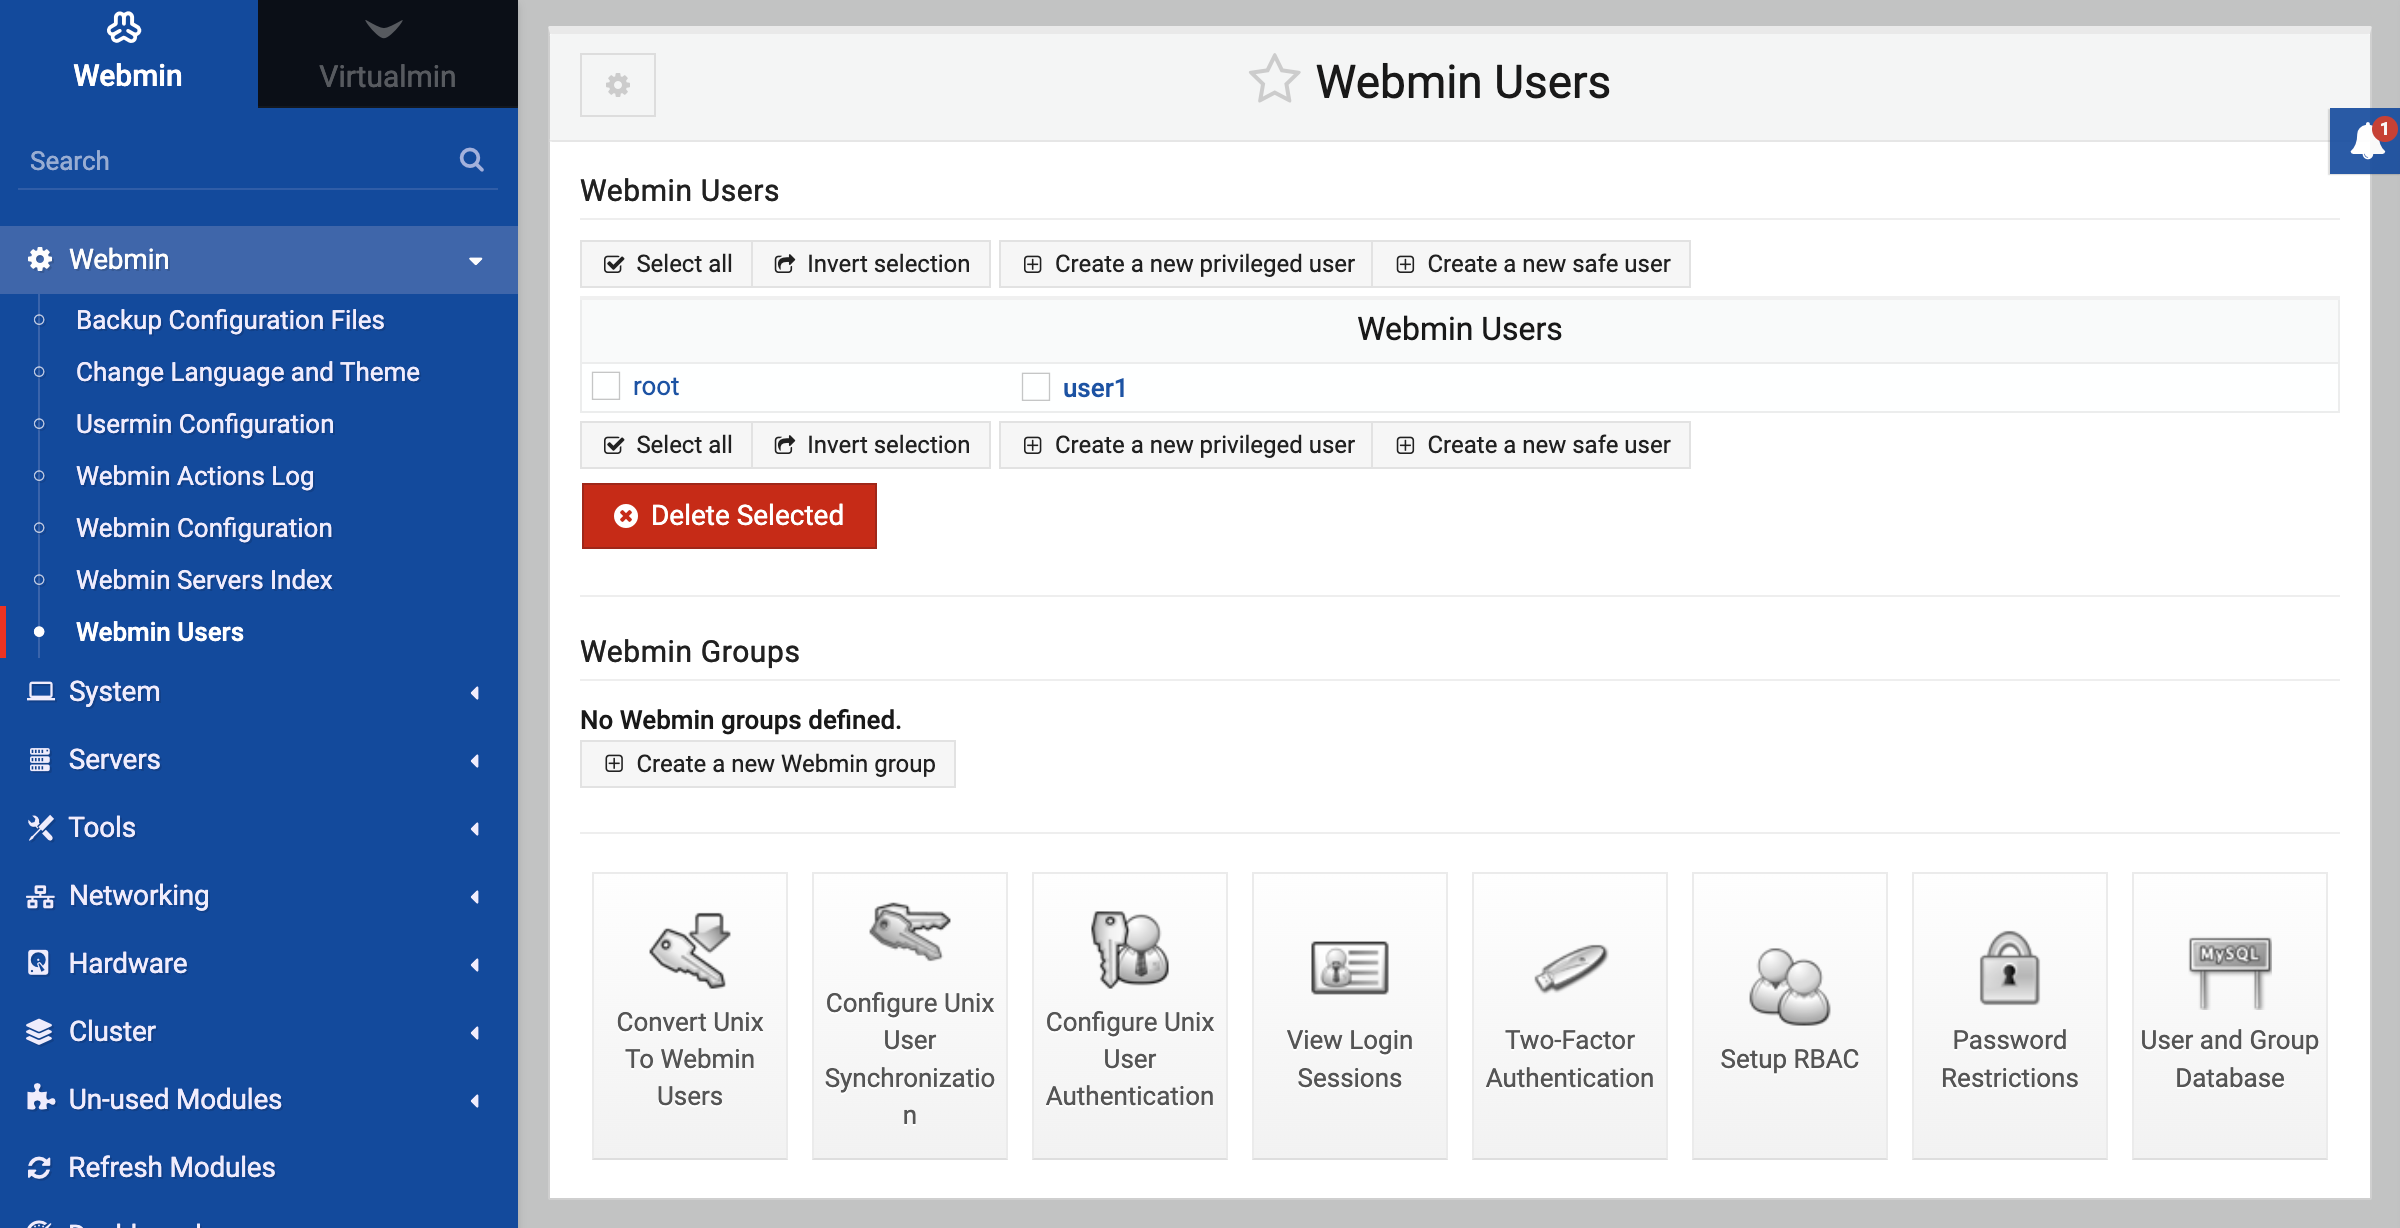 Webmin
Virtualmin
Search
Webmin
Backup Configuration Files
Change Language and Theme
Usermin Configuration
Webmin Actions Log
Webmin Configuration
Webmin Servers Index
Webmin Users
System
Servers
Tools
Networking
Hardware
Cluster
Un-used Modules
Refresh Modules
Webmin Users
1
Webmin Users
Select all
Invert selection
Create a new privileged user
Create a new safe user
Webmin Users
root
user1
Select all
Invert selection
Create a new privileged user
Create a new safe user
Delete Selected
Webmin Groups
No Webmin groups defined.
Create a new Webmin group
Convert Unix
To Webmin
Users
Configure Unix
User
Synchronizatio
n
Configure Unix
User
Authentication
View Login
Sessions
Two-Factor
Authentication
Setup RBAC
Password
Restrictions
MySQL
User and Group
Database